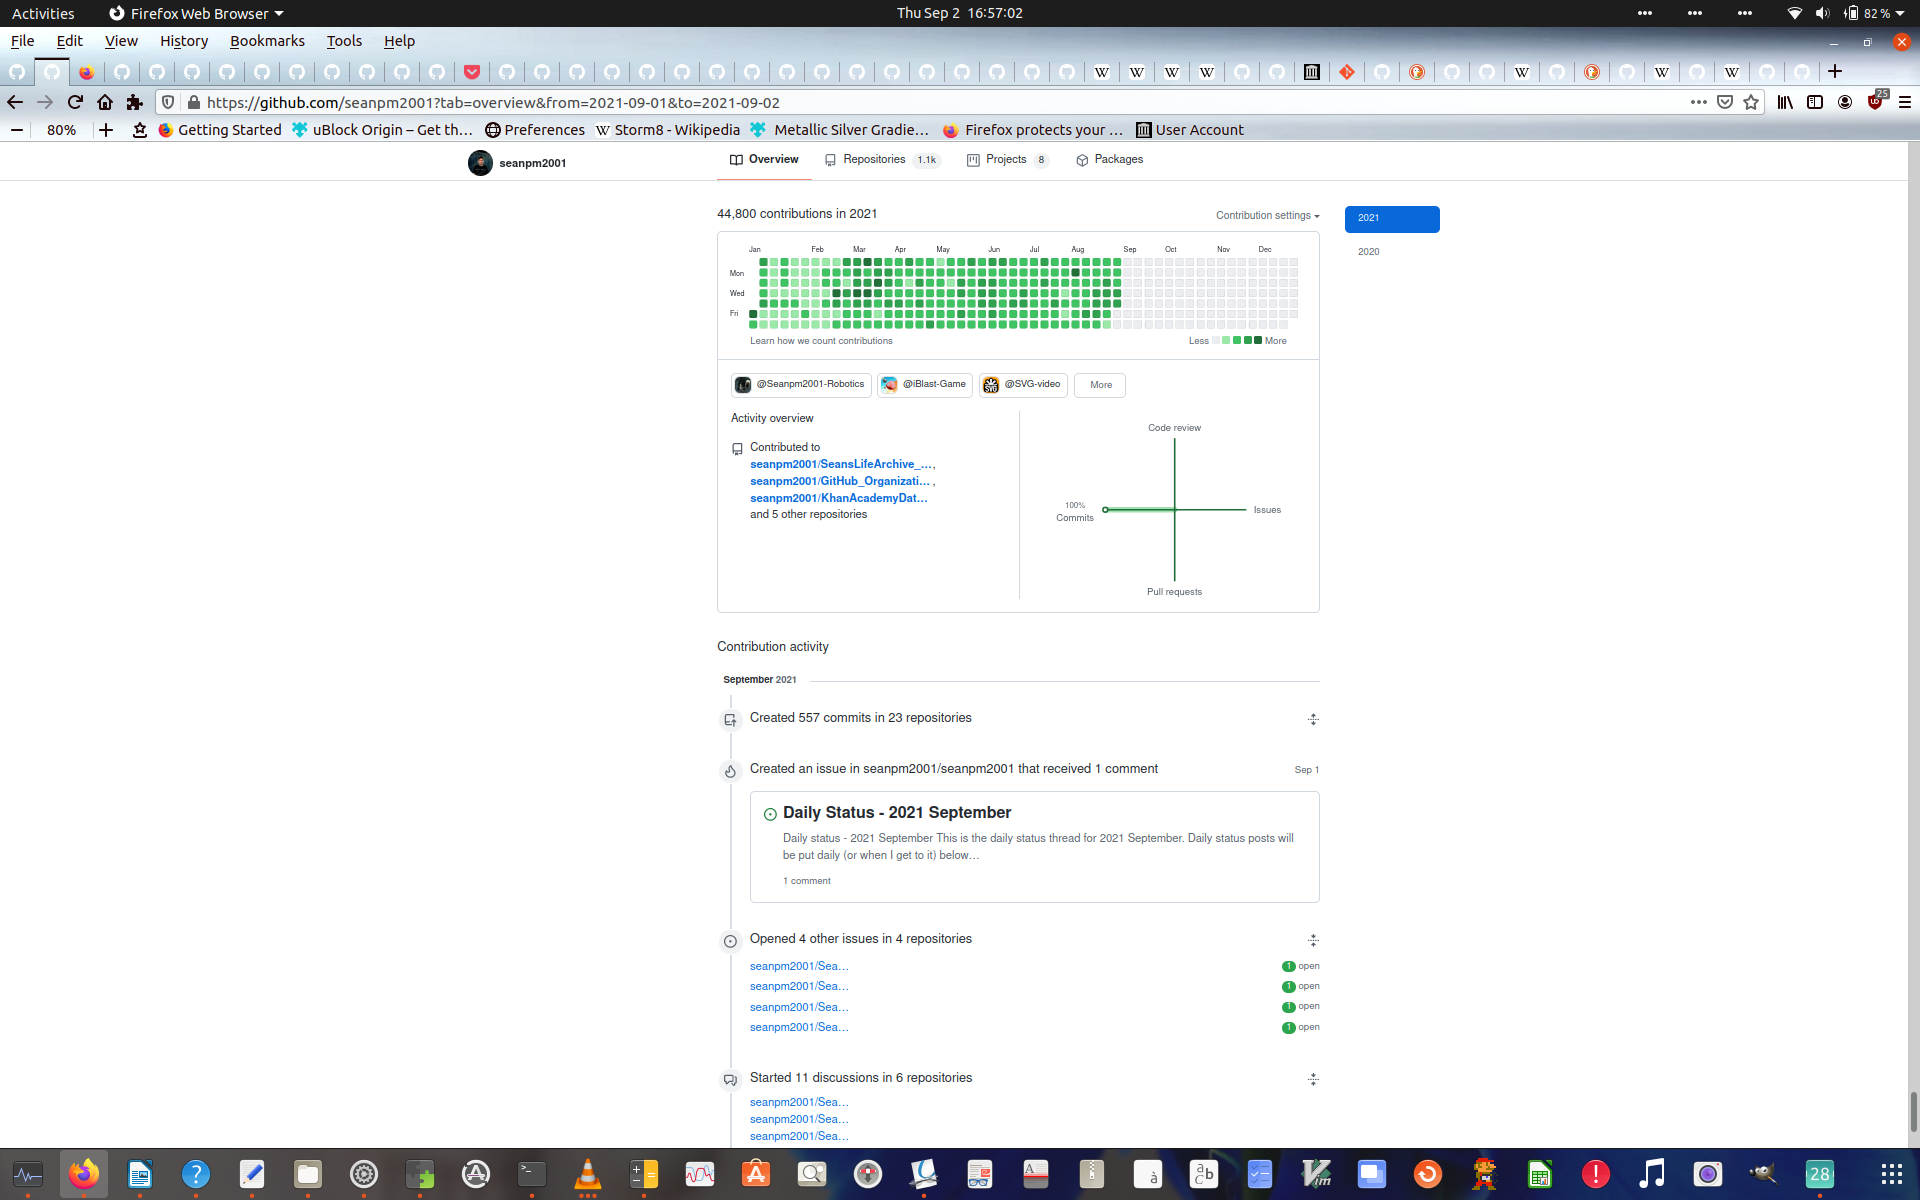 Activities Firefox Web Browser Thu Sep 2 16:57:02 82 %
File Edit View History Bookmarks Tools Help
https://github.com/seanpm2001?tab=overview&from=2021-09-01&to=2021-09-02 25
80% Getting Started uBlock Origin – Get th… Preferences Storm8 - Wikipedia Metallic Silver Gradie… Firefox protects your … User Account
seanpm2001 Overview Repositories 1.1k Projects 8 Packages
44,800 contributions in 2021 Contribution settings 2021
2020
Jan Feb Mar Apr May Jun Jul Aug Sep Oct Nov Dec
Mon
Wed
Fri
Learn how we count contributions Less More
@Seanpm2001-Robotics @iBlast-Game @SVG-video More
Activity overview
Contributed to
seanpm2001/SeansLifeArchive_…,
seanpm2001/GitHub_Organizati…,
seanpm2001/KhanAcademyDat…
and 5 other repositories
Code review
100%
Commits
Issues
Pull requests
Contribution activity
September 2021
Created 557 commits in 23 repositories
Created an issue in seanpm2001/seanpm2001 that received 1 comment Sep 1
Daily Status - 2021 September
Daily status - 2021 September This is the daily status thread for 2021 September. Daily status posts will
be put daily (or when I get to it) below…
1 comment
Opened 4 other issues in 4 repositories
seanpm2001/Sea… 1 open
seanpm2001/Sea… 1 open
seanpm2001/Sea… 1 open
seanpm2001/Sea… 1 open
Started 11 discussions in 6 repositories
seanpm2001/Sea…
seanpm2001/Sea…
seanpm2001/Sea…
28